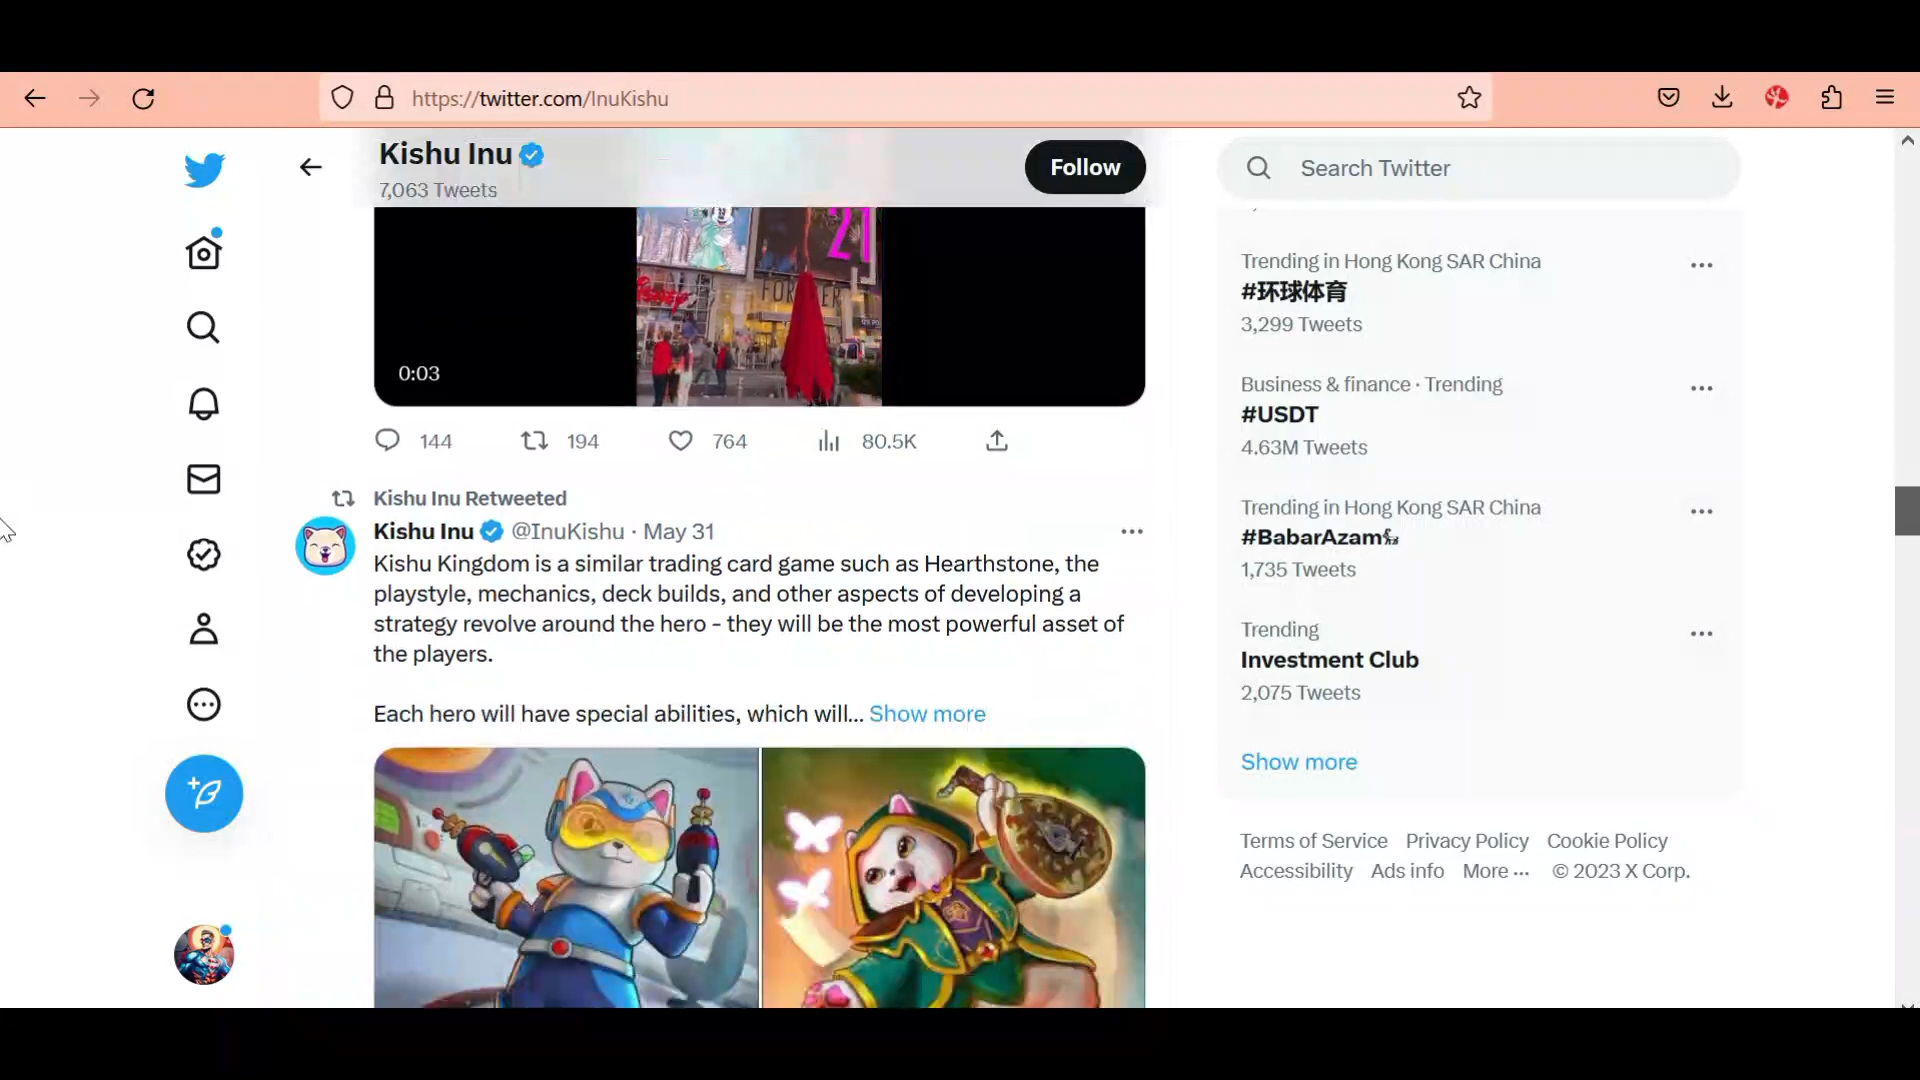 https://twitter.com/InuKishu
Kishu Inu
7,063 Tweets
Follow
Search Twitter
21
Disney
FOREVER
0:03
144 194 764 80.5K
Kishu Inu Retweeted
Kishu Inu @InuKishu · May 31
Kishu Kingdom is a similar trading card game such as Hearthstone, the
playstyle, mechanics, deck builds, and other aspects of developing a
strategy revolve around the hero - they will be the most powerful asset of
the players.
Each hero will have special abilities, which will... Show more
Trending in Hong Kong SAR China
#环球体育
3,299 Tweets
Business & finance · Trending
#USDT
4.63M Tweets
Trending in Hong Kong SAR China
#BabarAzam
1,735 Tweets
Trending
Investment Club
2,075 Tweets
Show more
Terms of Service Privacy Policy Cookie Policy
Accessibility Ads info More ··· © 2023 X Corp.